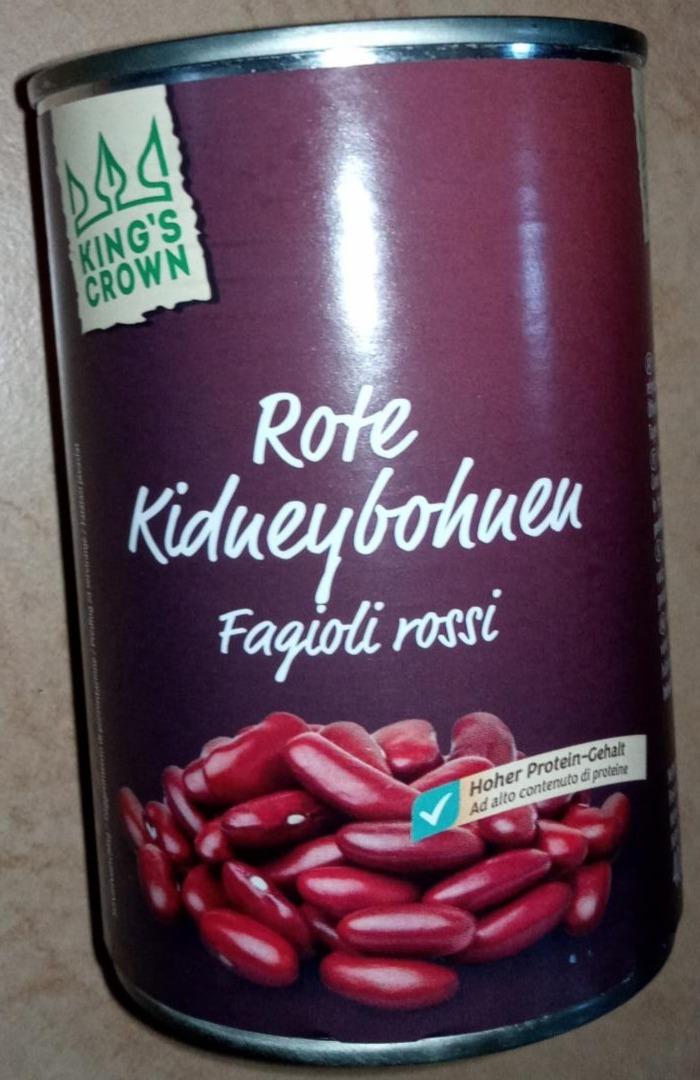 KING'S
CROWN
Rote
Kidneybohnen
Fagioli rossi
Hoher Protein-Gehalt
Ad alto contenuto di proteine